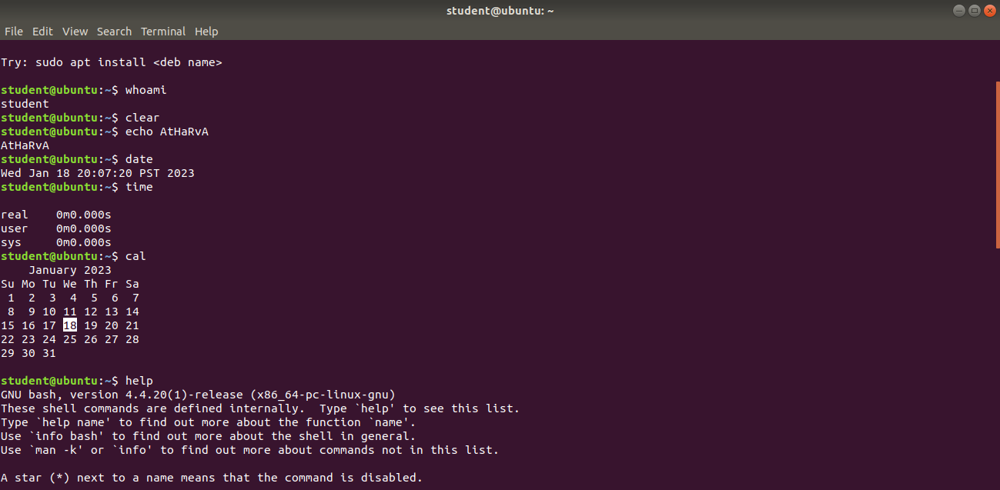 student@ubuntu: ~
File Edit View Search Terminal Help
Try: sudo apt install <deb name>
student@ubuntu:~$ whoami
student
student@ubuntu:~$ clear
student@ubuntu:~$ echo AtHaRvA
AtHaRvA
student@ubuntu:~$ date
Wed Jan 18 20:07:20 PST 2023
student@ubuntu:~$ time
real    0m0.000s
user    0m0.000s
sys     0m0.000s
student@ubuntu:~$ cal
    January 2023
Su Mo Tu We Th Fr Sa
 1  2  3  4  5  6  7
 8  9 10 11 12 13 14
15 16 17 18 19 20 21
22 23 24 25 26 27 28
29 30 31
student@ubuntu:~$ help
GNU bash, version 4.4.20(1)-release (x86_64-pc-linux-gnu)
These shell commands are defined internally.  Type `help' to see this list.
Type `help name' to find out more about the function `name'.
Use `info bash' to find out more about the shell in general.
Use `man -k' or `info' to find out more about commands not in this list.
A star (*) next to a name means that the command is disabled.